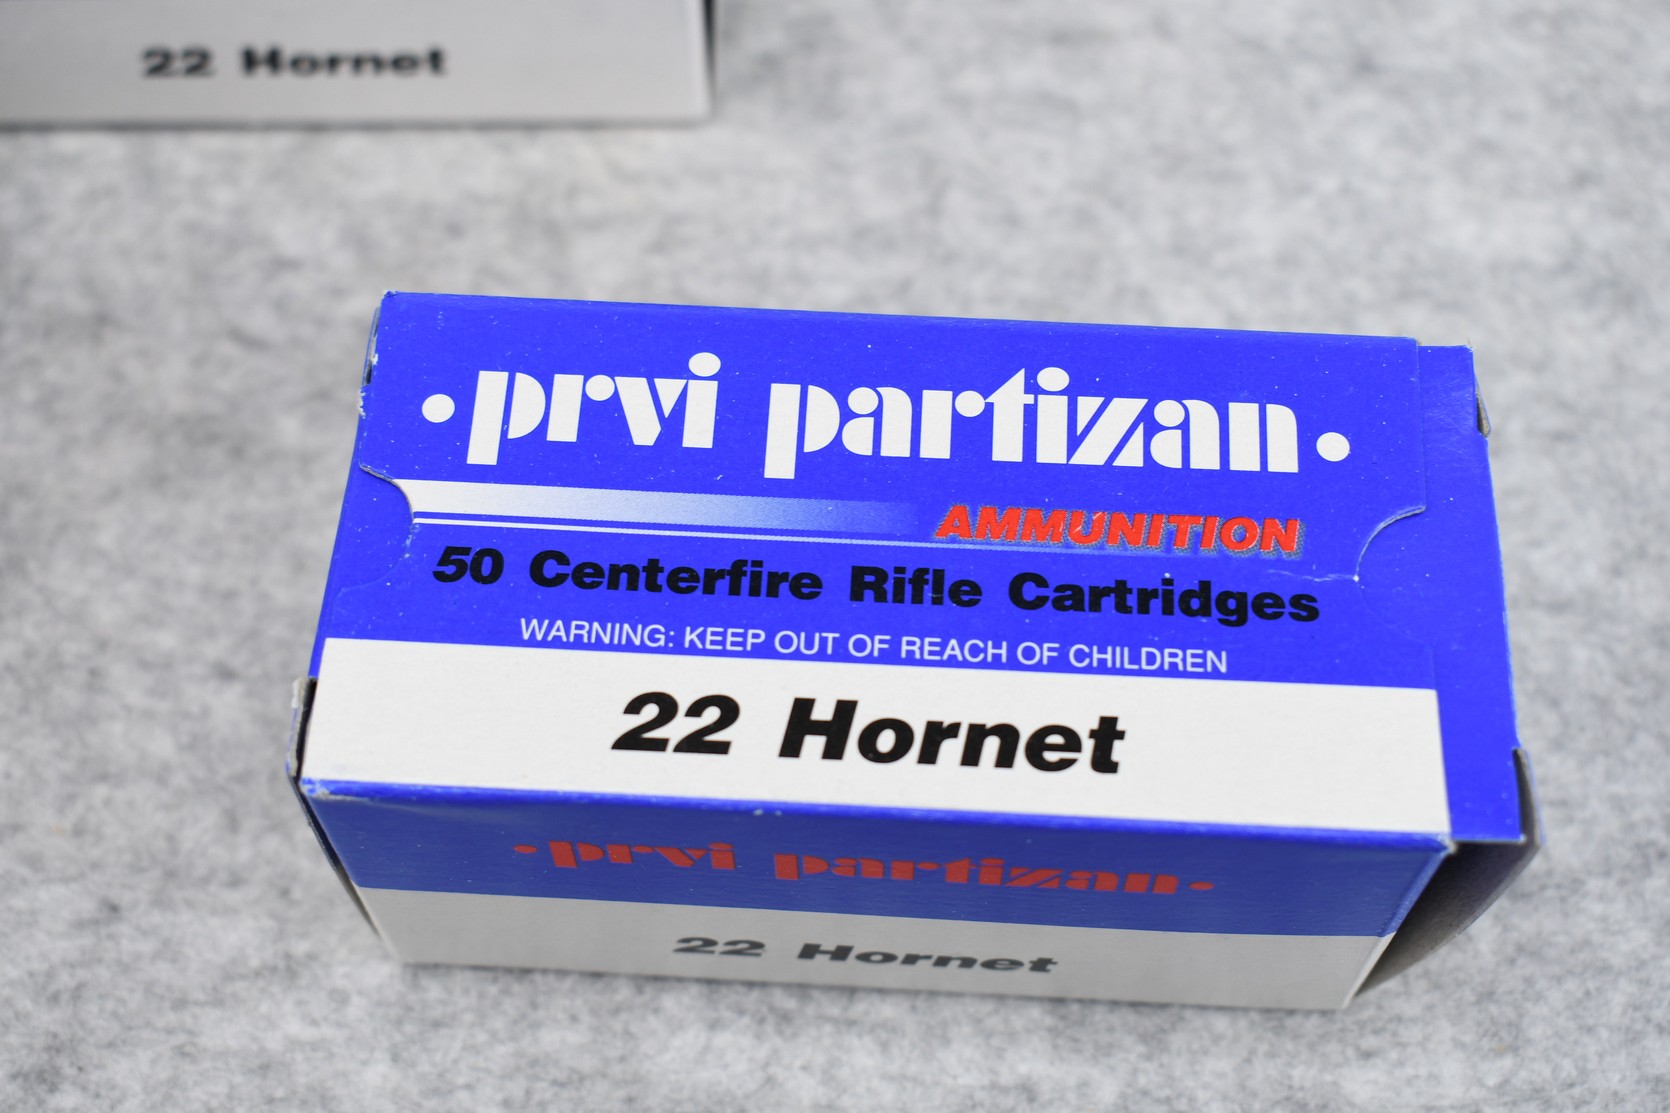 22 Hornet
• prvi partizan •
AMMUNITION
50 Centerfire Rifle Cartridges
WARNING: KEEP OUT OF REACH OF CHILDREN
22 Hornet
• prvi partizan •
22 Hornet